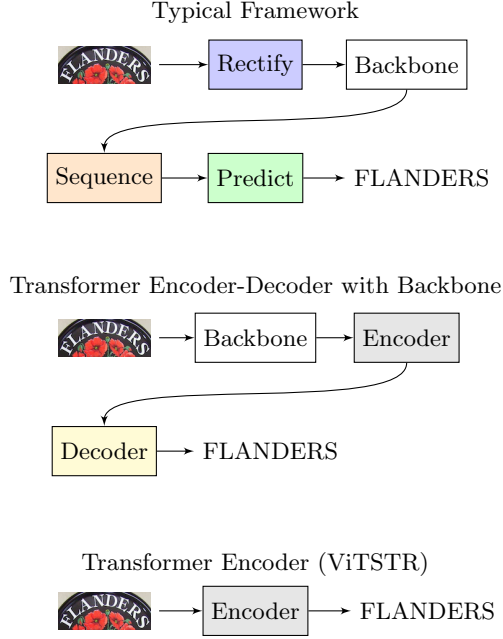 Typical Framework
FLANDERS Rectify Backbone
Sequence Predict FLANDERS
Transformer Encoder-Decoder with Backbone
FLANDERS Backbone Encoder
Decoder FLANDERS
Transformer Encoder (ViTSTR)
FLANDERS Encoder FLANDERS